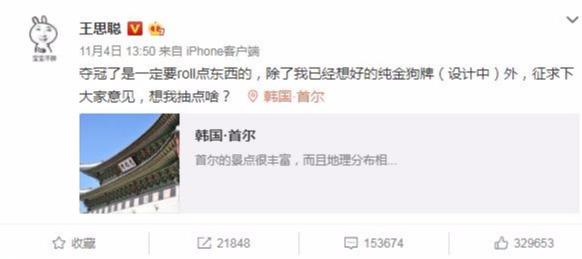 王思聪
11月4日 13:50 来自 iPhone客户端
夺冠了是一定要roll点东西的，除了我已经想好的纯金狗牌（设计中）外，征求下
大家意见，想我抽点啥？ 韩国·首尔
韩国·首尔
首尔的景点很丰富，而且地理分布相...
收藏 21848 153674 329653